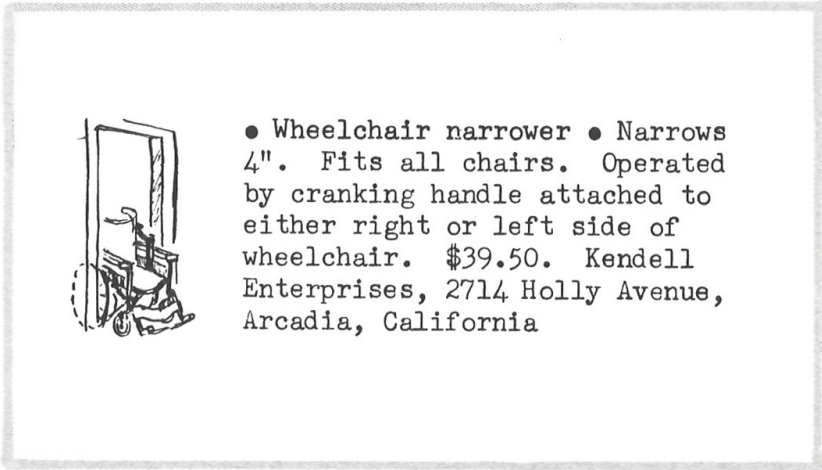 ● Wheelchair narrower ● Narrows
4". Fits all chairs. Operated
by cranking handle attached to
either right or left side of
wheelchair. $39.50. Kendell
Enterprises, 2714 Holly Avenue,
Arcadia, California